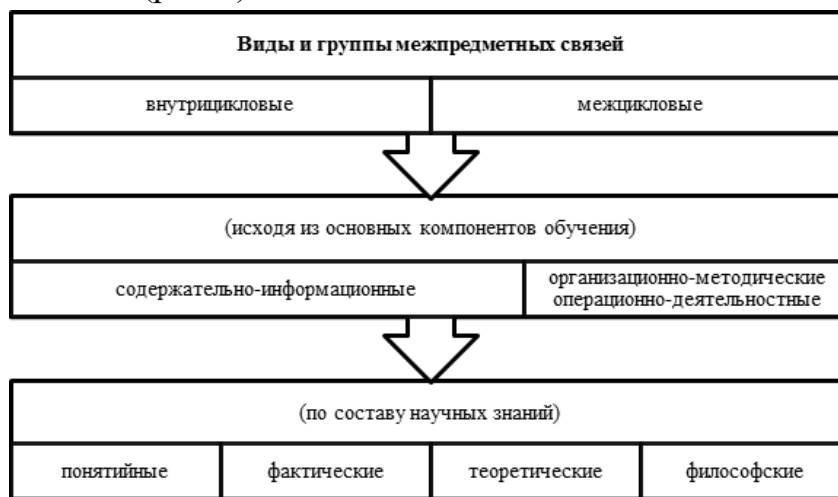 Виды и группы межпредметных связей
внутрицикловые
межцикловые
(исходя из основных компонентов обучения)
содержательно-информационные
организационно-методические
операционно-деятельностные
(по составу научных знаний)
понятийные
фактические
теоретические
философские